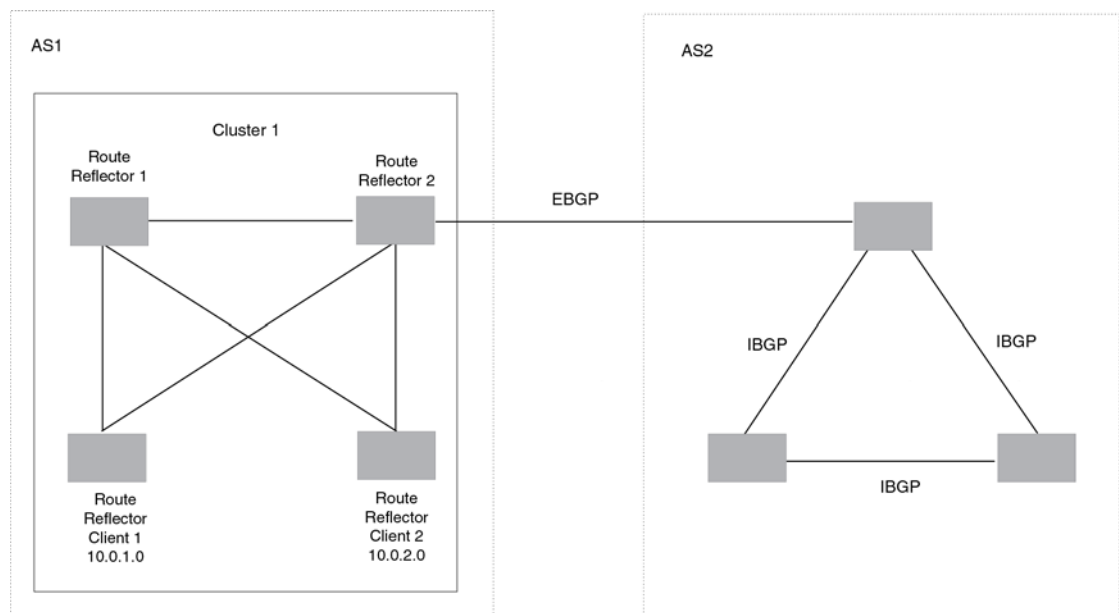 AS1
AS2
Cluster 1
Route
Reflector 1
Route
Reflector 2
EBGP
IBGP
IBGP
IBGP
Route
Reflector
Client 1
10.0.1.0
Route
Reflector
Client 2
10.0.2.0